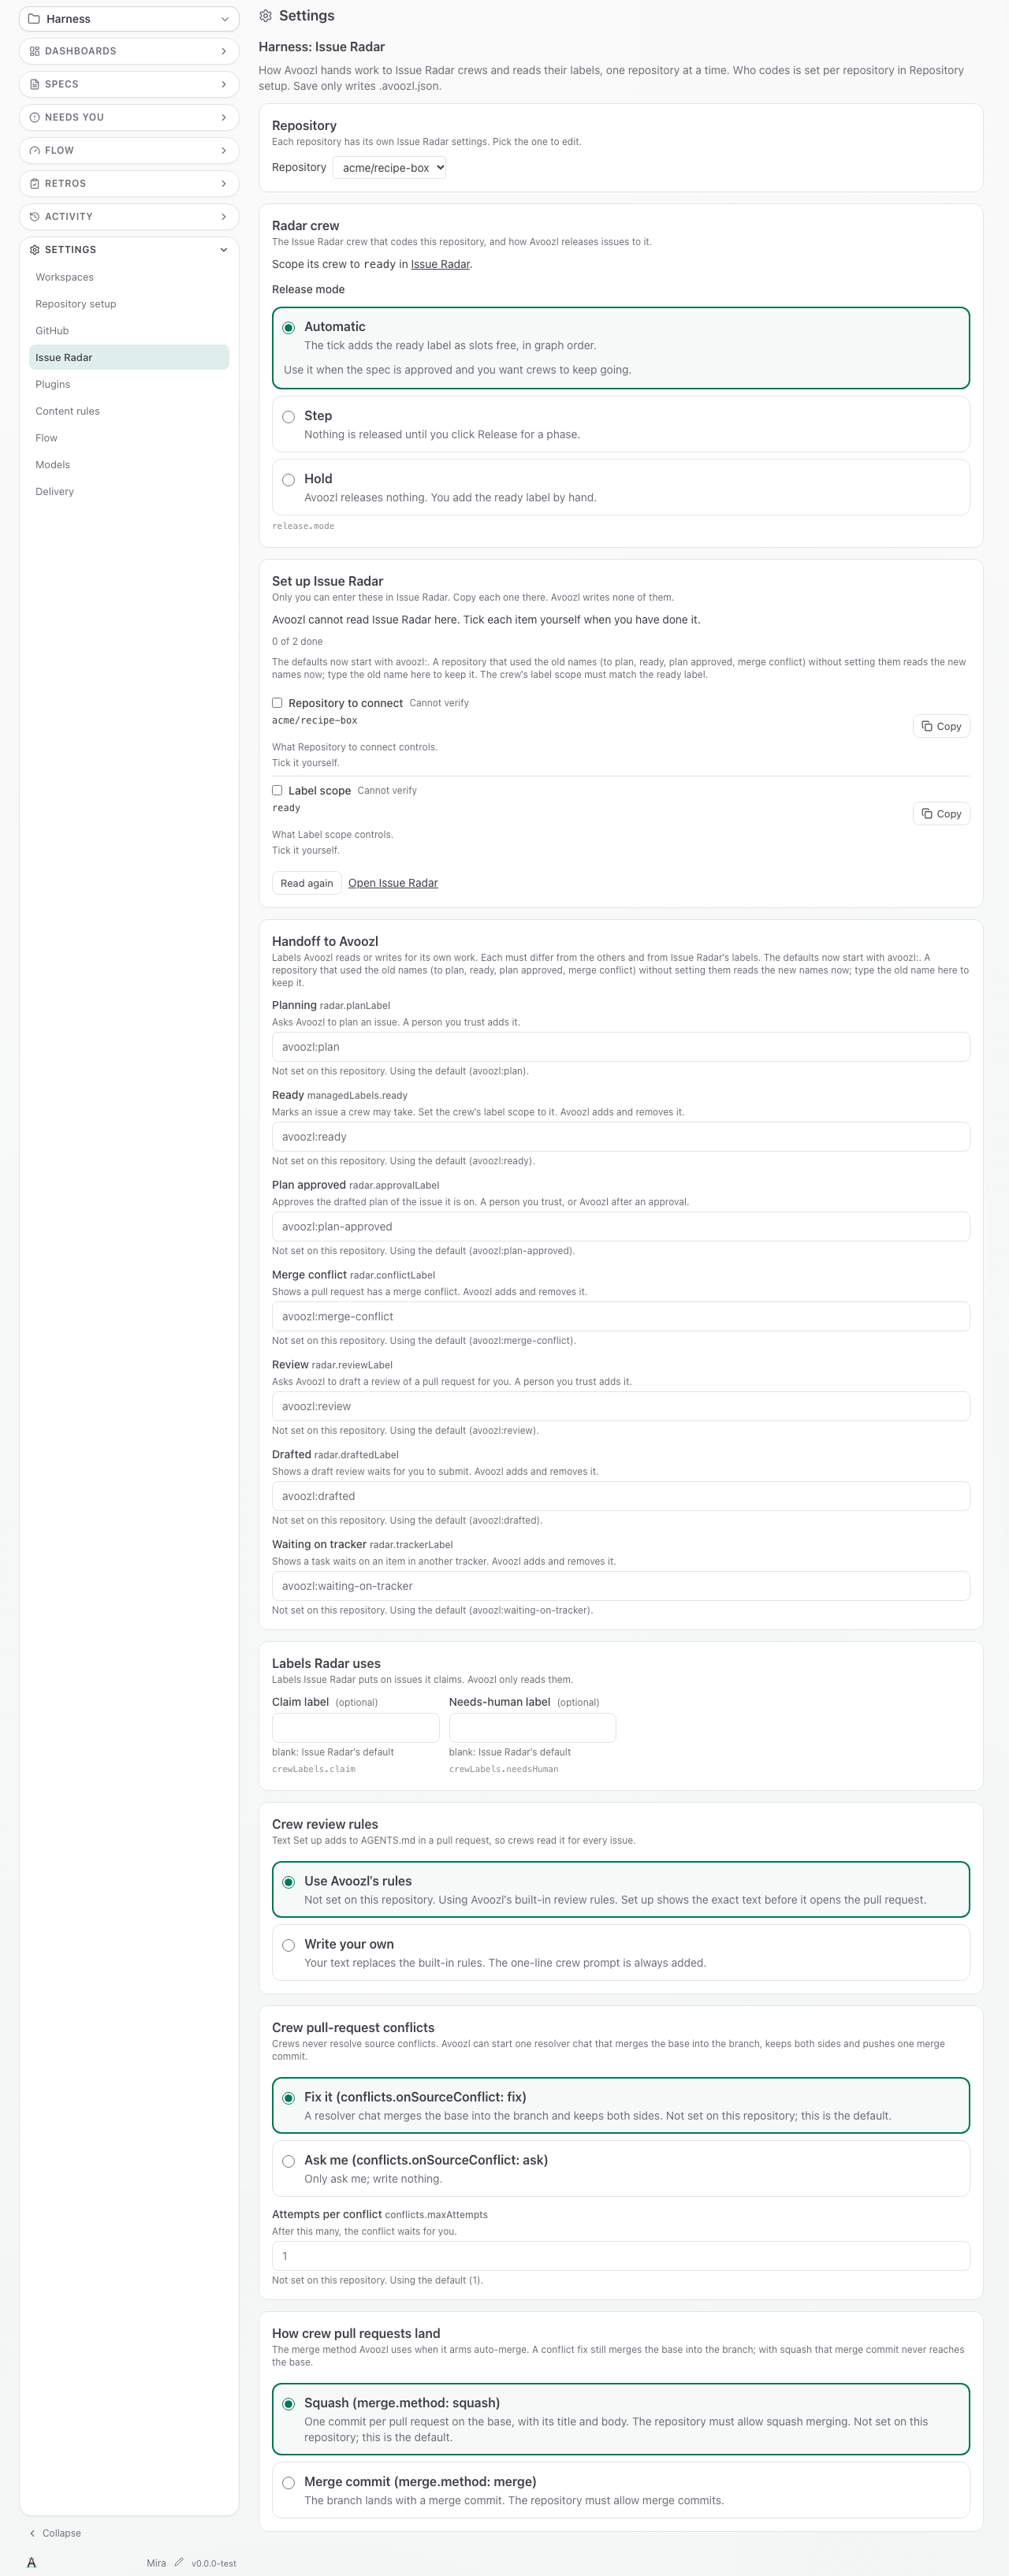 Harness
DASHBOARDS
SPECS
NEEDS YOU
FLOW
RETROS
ACTIVITY
SETTINGS
Workspaces
Repository setup
GitHub
Issue Radar
Plugins
Content rules
Flow
Models
Delivery
Collapse
A
Mira v0.0.0-test
Settings
Harness: Issue Radar
How Avoozl hands work to Issue Radar crews and reads their labels, one repository at a time. Who codes is set per repository in Repository
setup. Save only writes .avoozl.json.
Repository
Each repository has its own Issue Radar settings. Pick the one to edit.
Repository acme/recipe-box
Radar crew
The Issue Radar crew that codes this repository, and how Avoozl releases issues to it.
Scope its crew to ready in Issue Radar.
Release mode
Automatic
The tick adds the ready label as slots free, in graph order.
Use it when the spec is approved and you want crews to keep going.
Step
Nothing is released until you click Release for a phase.
Hold
Avoozl releases nothing. You add the ready label by hand.
release.mode
Set up Issue Radar
Only you can enter these in Issue Radar. Copy each one there. Avoozl writes none of them.
Avoozl cannot read Issue Radar here. Tick each item yourself when you have done it.
0 of 2 done
The defaults now start with avoozl:. A repository that used the old names (to plan, ready, plan approved, merge conflict) without setting them reads the new
names now; type the old name here to keep it. The crew's label scope must match the ready label.
Repository to connect Cannot verify
acme/recipe-box
Copy
What Repository to connect controls.
Tick it yourself.
Label scope Cannot verify
ready
Copy
What Label scope controls.
Tick it yourself.
Read again Open Issue Radar
Handoff to Avoozl
Labels Avoozl reads or writes for its own work. Each must differ from the others and from Issue Radar's labels. The defaults now start with avoozl:. A
repository that used the old names (to plan, ready, plan approved, merge conflict) without setting them reads the new names now; type the old name here to
keep it.
Planning radar.planLabel
Asks Avoozl to plan an issue. A person you trust adds it.
avoozl:plan
Not set on this repository. Using the default (avoozl:plan).
Ready managedLabels.ready
Marks an issue a crew may take. Set the crew's label scope to it. Avoozl adds and removes it.
avoozl:ready
Not set on this repository. Using the default (avoozl:ready).
Plan approved radar.approvalLabel
Approves the drafted plan of the issue it is on. A person you trust, or Avoozl after an approval.
avoozl:plan-approved
Not set on this repository. Using the default (avoozl:plan-approved).
Merge conflict radar.conflictLabel
Shows a pull request has a merge conflict. Avoozl adds and removes it.
avoozl:merge-conflict
Not set on this repository. Using the default (avoozl:merge-conflict).
Review radar.reviewLabel
Asks Avoozl to draft a review of a pull request for you. A person you trust adds it.
avoozl:review
Not set on this repository. Using the default (avoozl:review).
Drafted radar.draftedLabel
Shows a draft review waits for you to submit. Avoozl adds and removes it.
avoozl:drafted
Not set on this repository. Using the default (avoozl:drafted).
Waiting on tracker radar.trackerLabel
Shows a task waits on an item in another tracker. Avoozl adds and removes it.
avoozl:waiting-on-tracker
Not set on this repository. Using the default (avoozl:waiting-on-tracker).
Labels Radar uses
Labels Issue Radar puts on issues it claims. Avoozl only reads them.
Claim label (optional) Needs-human label (optional)
blank: Issue Radar's default blank: Issue Radar's default
crewLabels.claim crewLabels.needsHuman
Crew review rules
Text Set up adds to AGENTS.md in a pull request, so crews read it for every issue.
Use Avoozl's rules
Not set on this repository. Using Avoozl's built-in review rules. Set up shows the exact text before it opens the pull request.
Write your own
Your text replaces the built-in rules. The one-line crew prompt is always added.
Crew pull-request conflicts
Crews never resolve source conflicts. Avoozl can start one resolver chat that merges the base into the branch, keeps both sides and pushes one merge
commit.
Fix it (conflicts.onSourceConflict: fix)
A resolver chat merges the base into the branch and keeps both sides. Not set on this repository; this is the default.
Ask me (conflicts.onSourceConflict: ask)
Only ask me; write nothing.
Attempts per conflict conflicts.maxAttempts
After this many, the conflict waits for you.
1
Not set on this repository. Using the default (1).
How crew pull requests land
The merge method Avoozl uses when it arms auto-merge. A conflict fix still merges the base into the branch; with squash that merge commit never reaches
the base.
Squash (merge.method: squash)
One commit per pull request on the base, with its title and body. The repository must allow squash merging. Not set on this
repository; this is the default.
Merge commit (merge.method: merge)
The branch lands with a merge commit. The repository must allow merge commits.